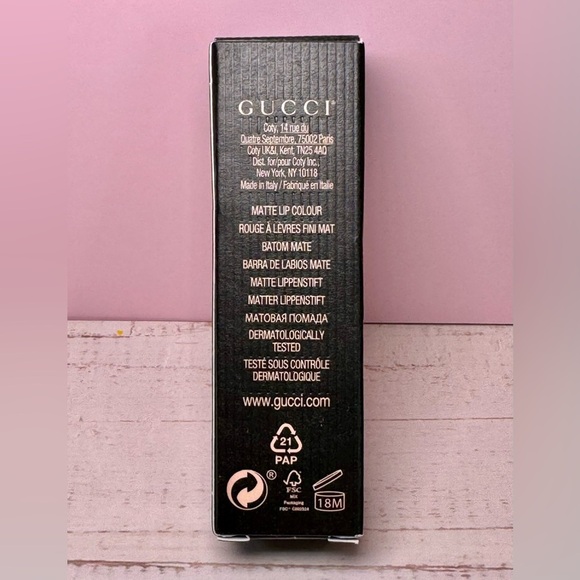 GUCCI®
Coty, 14 rue du
Quatre Septembre, 75002 Paris
Coty UK&I, Kent, TN25 4AQ
Dist. for/pour Coty Inc.,
New York, NY 10118
Made in Italy / Fabriqué en Italie
MATTE LIP COLOUR
ROUGE À LÈVRES FINI MAT
BATOM MATE
BARRA DE LABIOS MATE
MATTE LIPPENSTIFT
MATTER LIPPENSTIFT
МАТОВАЯ ПОМАДА
DERMATOLOGICALLY
TESTED
TESTÉ SOUS CONTRÔLE
DERMATOLOGIQUE
www.gucci.com
21
PAP
®
FSC
MIX
Packaging
18M